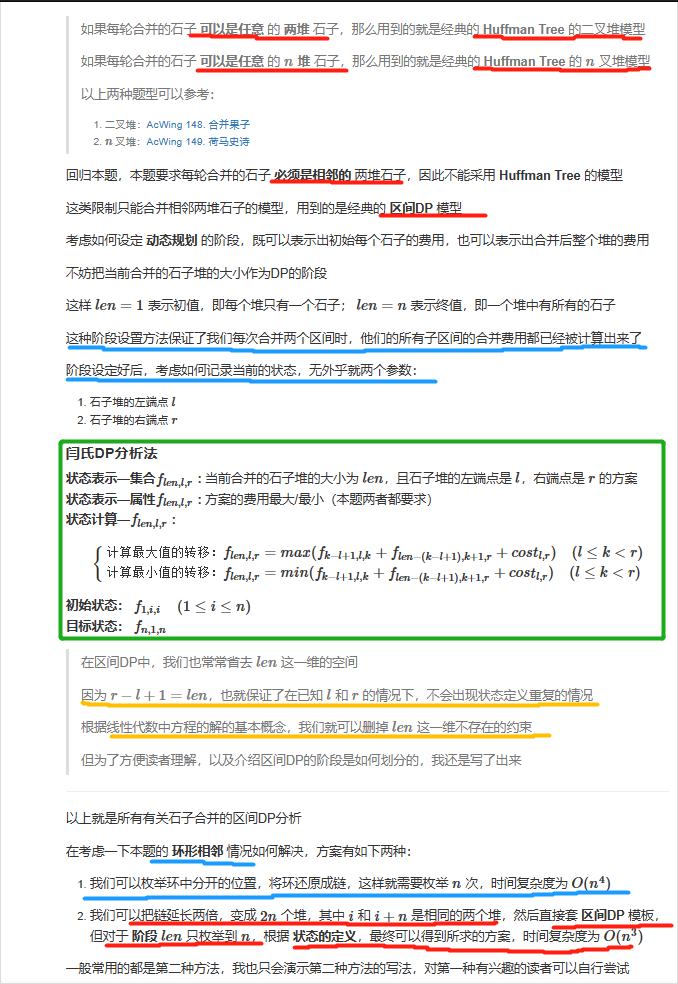 如果每轮合并的石子 可以是任意 的 两堆 石子，那么用到的就是经典的 Huffman Tree 的二叉堆模型
如果每轮合并的石子 可以是任意 的 n 堆 石子，那么用到的就是经典的 Huffman Tree 的 n 叉堆模型
以上两种题型可以参考：
1. 二叉堆：AcWing 148. 合并果子
2. n 叉堆：AcWing 149. 荷马史诗
回归本题，本题要求每轮合并的石子 必须是相邻的 两堆石子，因此不能采用 Huffman Tree 的模型
这类限制只能合并相邻两堆石子的模型，用到的是经典的 区间DP 模型
考虑如何设定 动态规划 的阶段，既可以表示出初始每个石子的费用，也可以表示出合并后整个堆的费用
不妨把当前合并的石子堆的大小作为DP的阶段
这样 len = 1 表示初值，即每个堆只有一个石子； len = n 表示终值，即一个堆中有所有的石子
这种阶段设置方法保证了我们每次合并两个区间时，他们的所有子区间的合并费用都已经被计算出来了
阶段设定好后，考虑如何记录当前的状态，无外乎就两个参数：
1. 石子堆的左端点 l
2. 石子堆的右端点 r
闫氏DP分析法
状态表示—集合f_{len,l,r}：当前合并的石子堆的大小为 len，且石子堆的左端点是 l，右端点是 r 的方案
状态表示—属性f_{len,l,r}：方案的费用最大/最小（本题两者都要求）
状态计算—f_{len,l,r}：
计算最大值的转移：f_{len,l,r} = max(f_{k−l+1,l,k} + f_{len−(k−l+1),k+1,r} + cost_{l,r}) (l ≤ k < r)
计算最小值的转移：f_{len,l,r} = min(f_{k−l+1,l,k} + f_{len−(k−l+1),k+1,r} + cost_{l,r}) (l ≤ k < r)
初始状态： f_{1,i,i} (1 ≤ i ≤ n)
目标状态： f_{n,1,n}
在区间DP中，我们也常常省去 len 这一维的空间
因为 r − l + 1 = len，也就保证了在已知 l 和 r 的情况下，不会出现状态定义重复的情况
根据线性代数中方程的解的基本概念，我们就可以删掉 len 这一维不存在的约束
但为了方便读者理解，以及介绍区间DP的阶段是如何划分的，我还是写了出来
以上就是所有有关石子合并的区间DP分析
在考虑一下本题的 环形相邻 情况如何解决，方案有如下两种：
1. 我们可以枚举环中分开的位置，将环还原成链，这样就需要枚举 n 次，时间复杂度为 O(n^4)
2. 我们可以把链延长两倍，变成 2n 个堆，其中 i 和 i + n 是相同的两个堆，然后直接套 区间DP 模板，
但对于 阶段 len 只枚举到 n，根据 状态的定义，最终可以得到所求的方案，时间复杂度为 O(n^3)
一般常用的都是第二种方法，我也只会演示第二种方法的写法，对第一种有兴趣的读者可以自行尝试